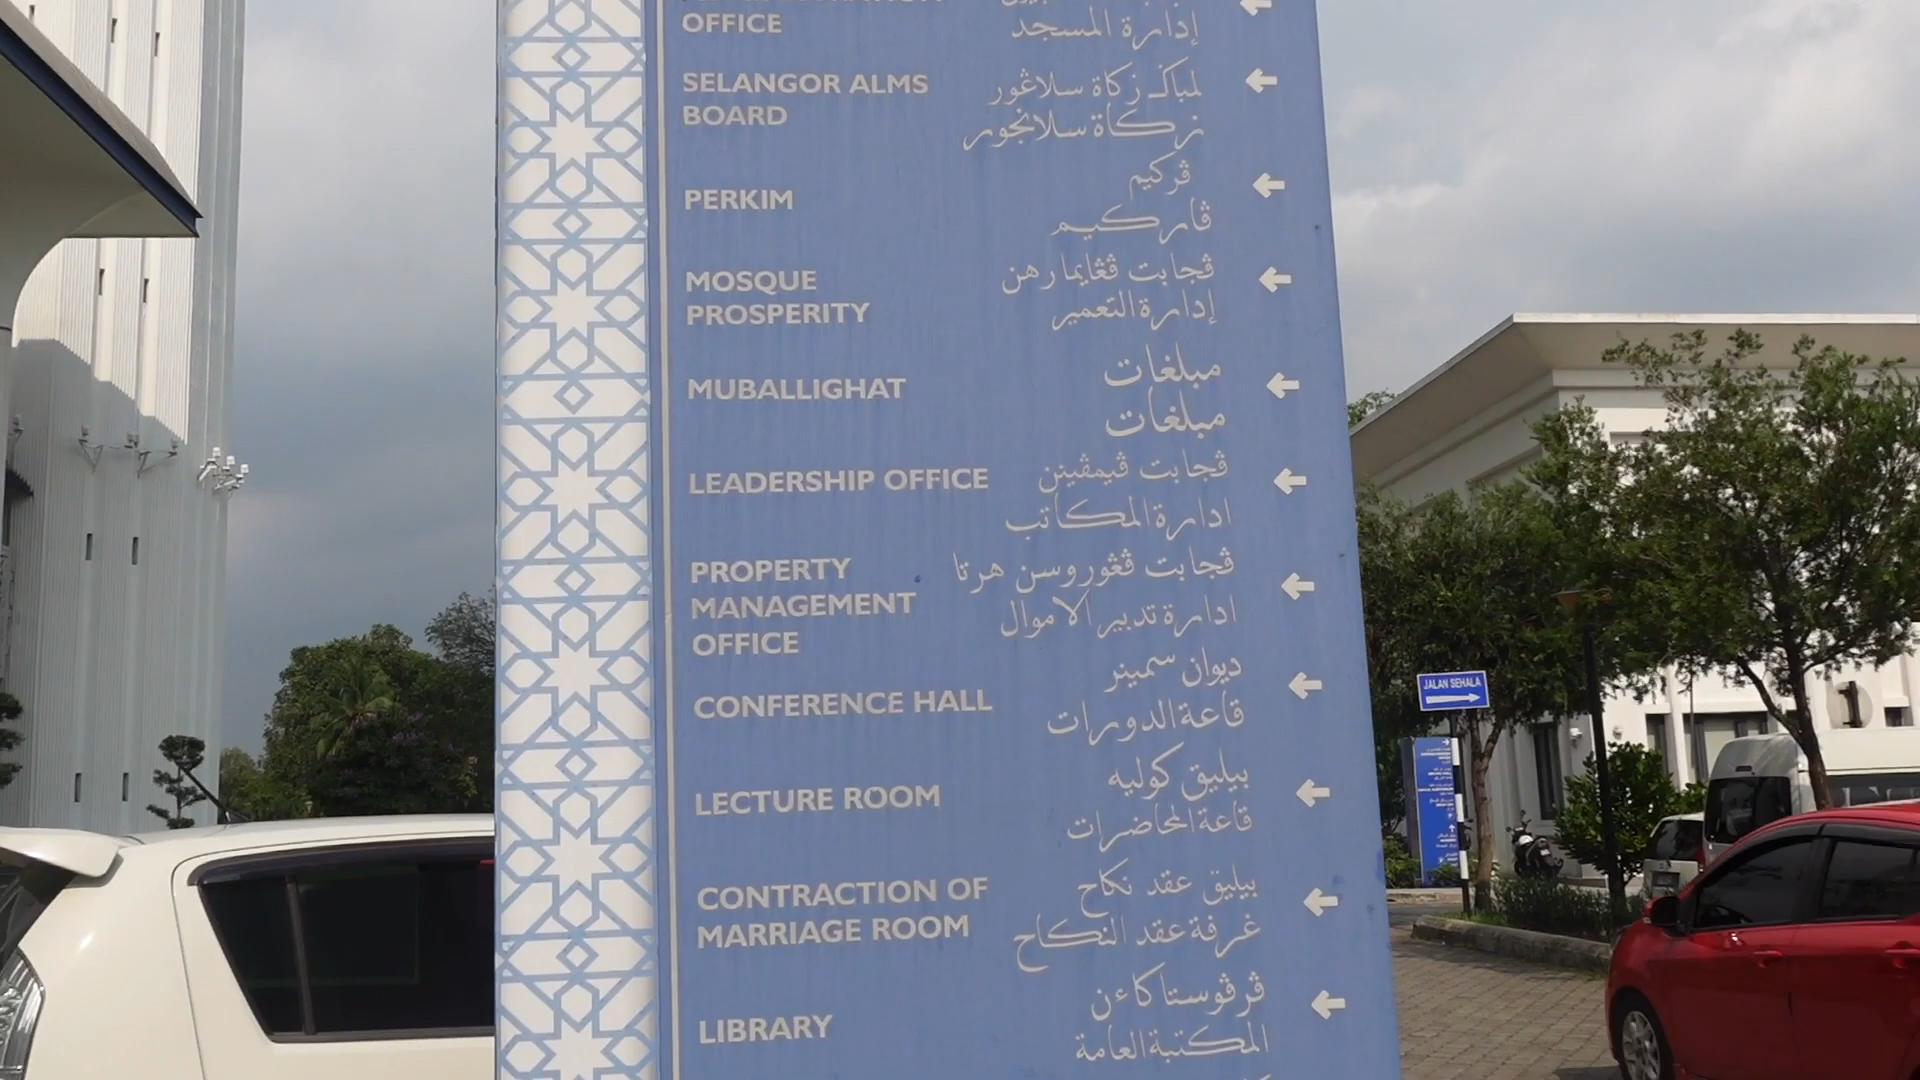 OFFICE
إدارة المسجد
SELANGOR ALMS
BOARD
لمباݢ زكاة سلاڠور
زكاة سلانجور
PERKIM
ڤركيم
ڤاركيم
MOSQUE
PROSPERITY
ڤجابت ڤڠايمارهن
إدارة التعمير
MUBALLIGHAT
مبلغات
مبلغات
LEADERSHIP OFFICE
ڤجابت ڤيمڤينن
ادارة المكاتب
PROPERTY
MANAGEMENT
OFFICE
ڤجابت ڤڠوروسن هرتا
ادارة تدبير الاموال
CONFERENCE HALL
ديوان سمينر
قاعة الدورات
LECTURE ROOM
بيليق كوليه
قاعة المحاضرات
CONTRACTION OF
MARRIAGE ROOM
بيليق عقد نكاح
غرفة عقد النكاح
LIBRARY
ڤرڤوستاكاءن
المكتبة العامة
JALAN SEHALA